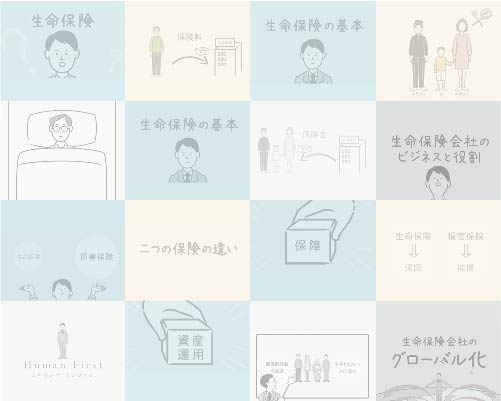 生命保険
保険料
生命保険の基本
生命保険の基本
保険金
生命保険会社の
ビジネスと役割
生命保険
損害保険
二つの保険の違い
保障
生命保険
損害保険
保障
補償
Human First
資産
運用
生命保険会社の
グローバル化